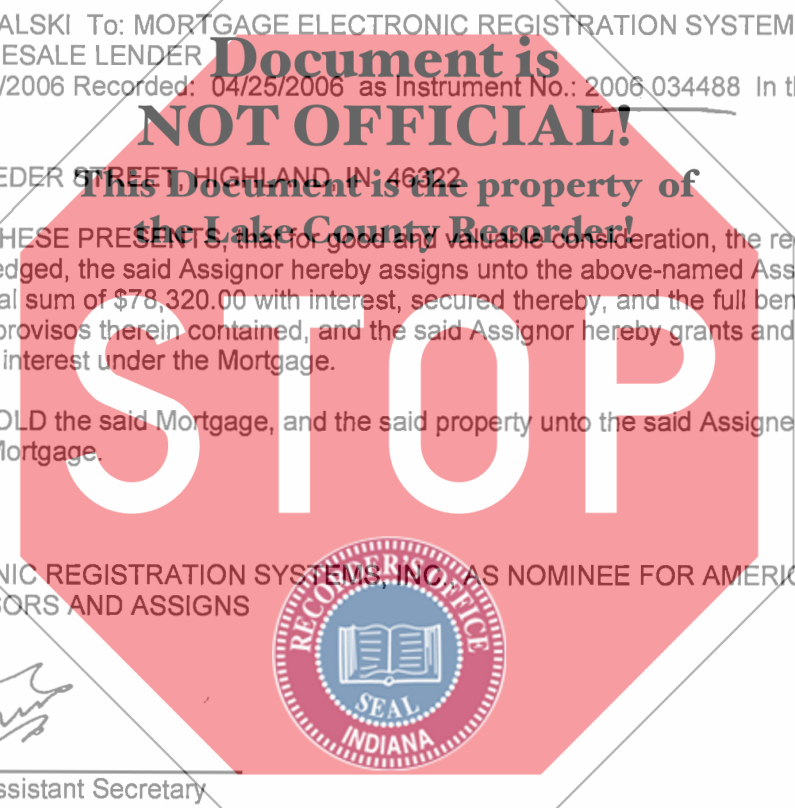 ALSKI To: MORTGAGE ELECTRONIC REGISTRATION SYSTEM
ESALE LENDER
Document is
/2006 Recorded: 04/25/2006 as Instrument No.: 2006 034488 In t
NOT OFFICIAL!
EDER STREET, HIGHLAND, IN 46322
This Document is the property of
the Lake County Recorder!
HESE PRESENTS, that for good and valuable consideration, the re
edged, the said Assignor hereby assigns unto the above-named Ass
al sum of $78,320.00 with interest, secured thereby, and the full ben
provisos therein contained, and the said Assignor hereby grants and
interest under the Mortgage.
STOP
OLD the said Mortgage, and the said property unto the said Assigne
Mortgage.
NIC REGISTRATION SYSTEMS, INC., AS NOMINEE FOR AMERIC
SORS AND ASSIGNS
RECORDER'S OFFICE
SEAL
INDIANA
ssistant Secretary